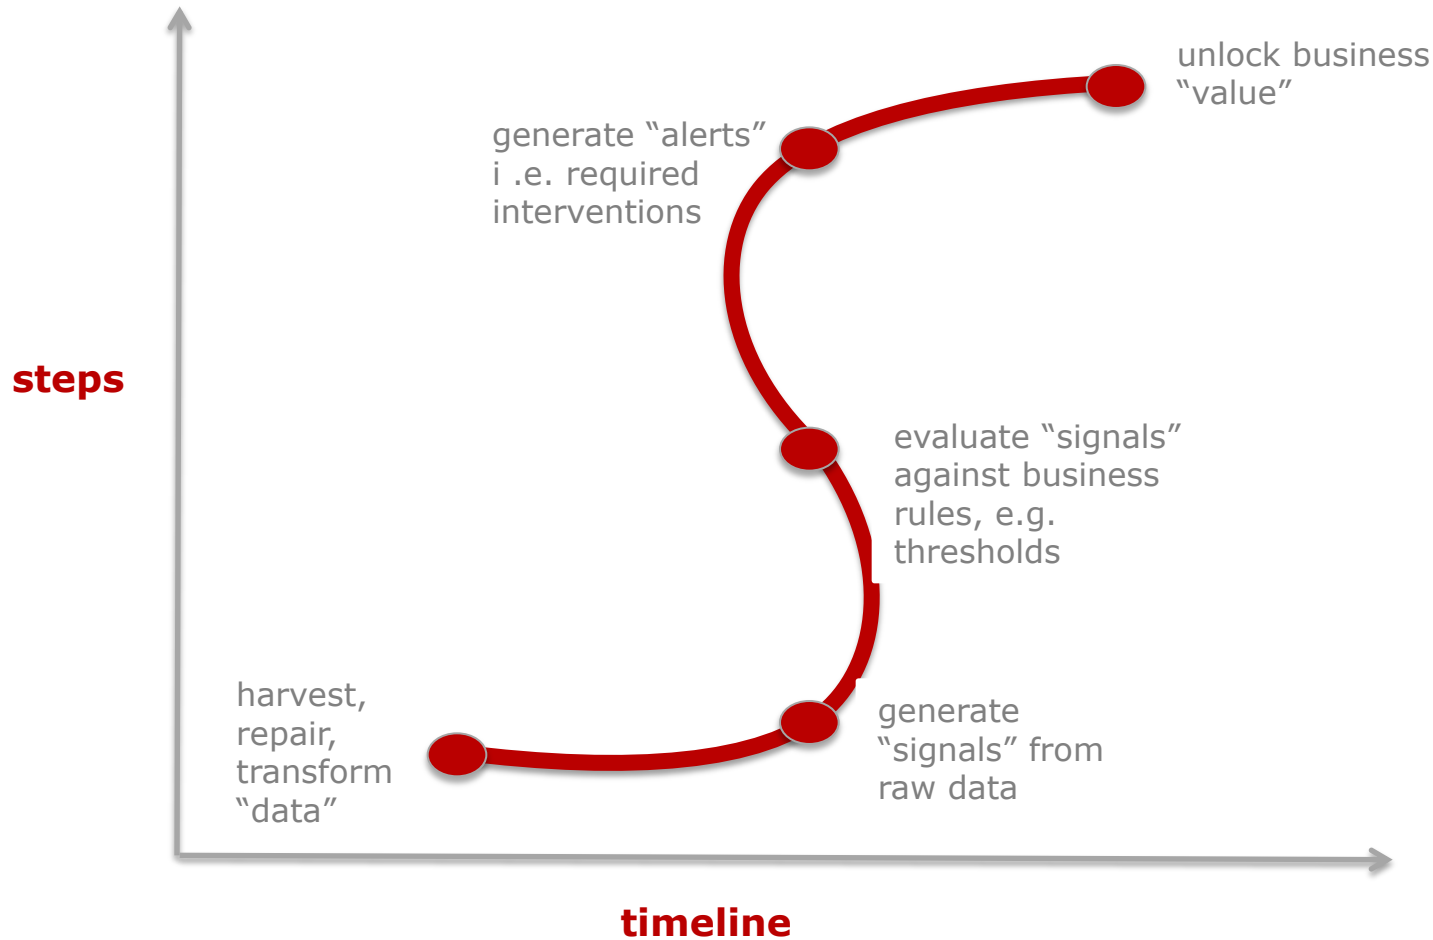 unlock business
“value”
generate “alerts”
i .e. required
interventions
steps
evaluate “signals”
against business
rules, e.g.
thresholds
harvest,
repair,
transform
“data”
generate
“signals” from
raw data
timeline